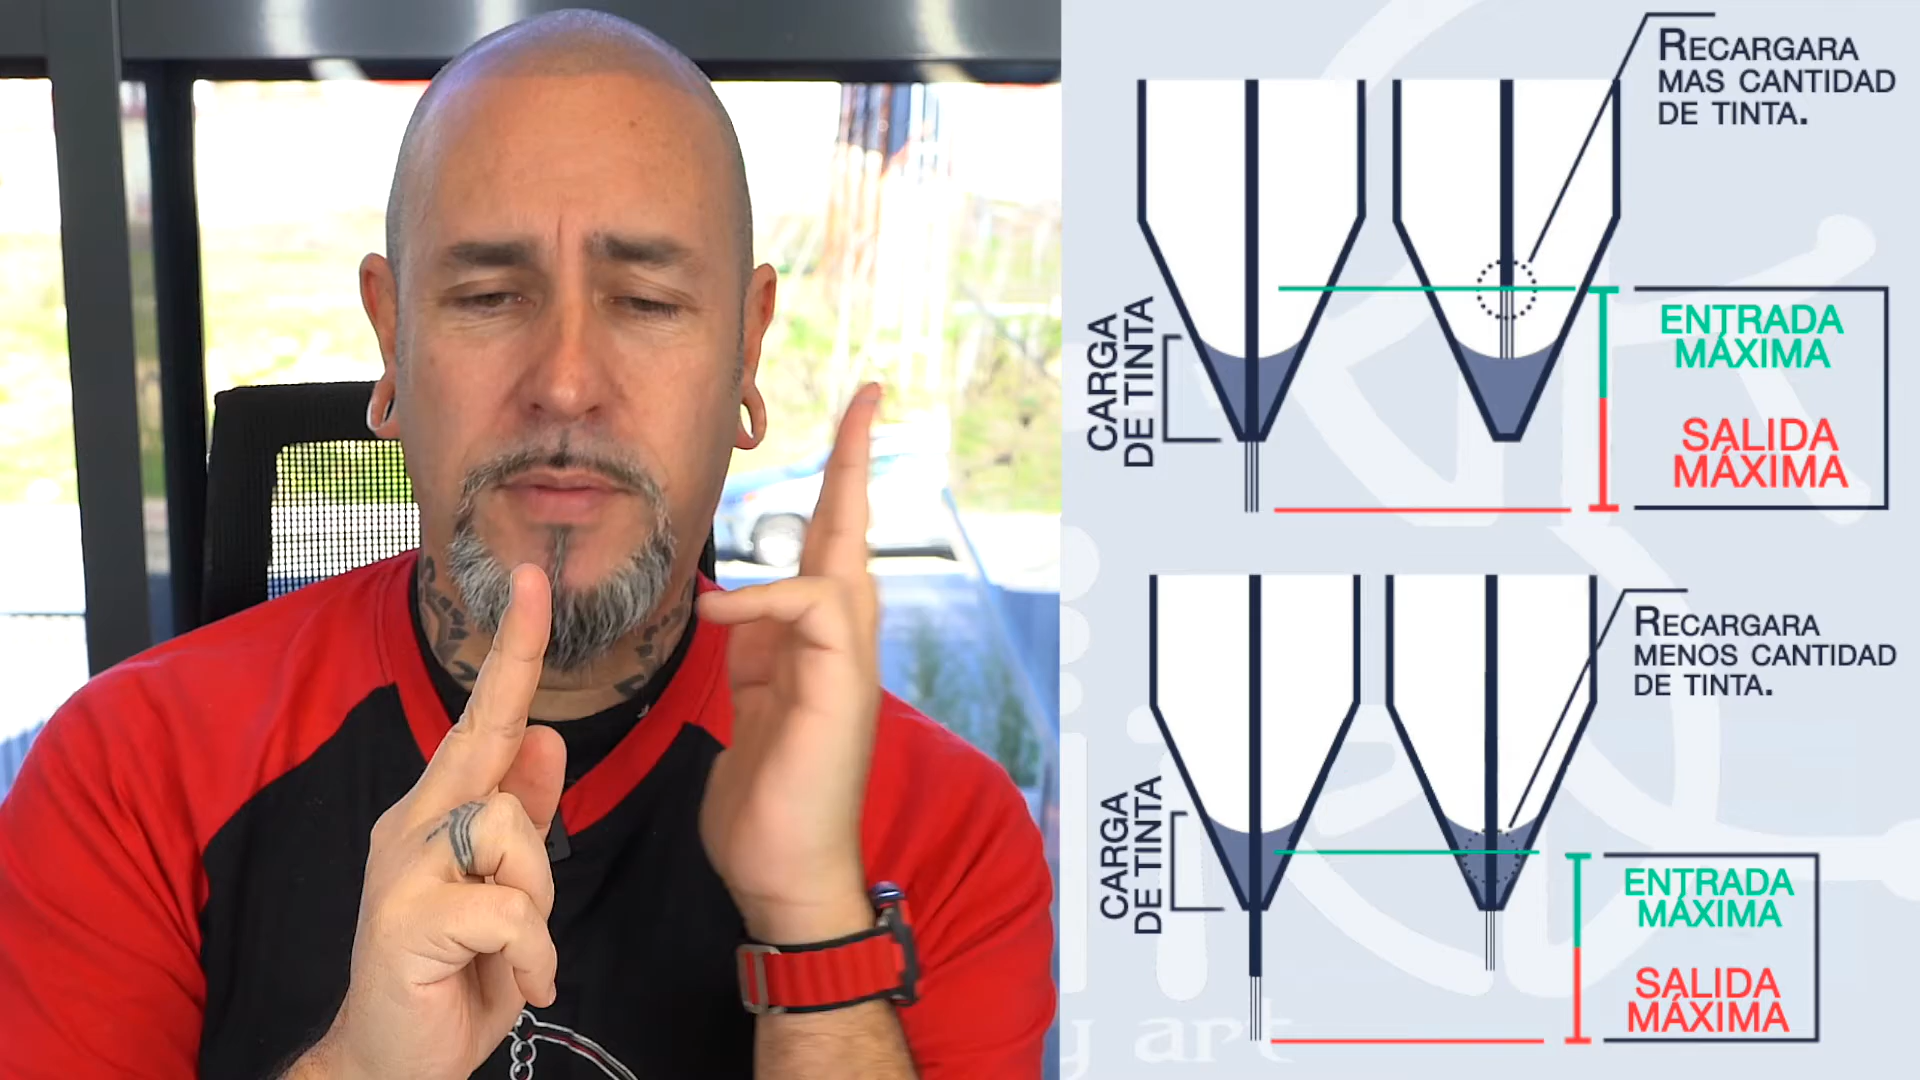 RECARGARA
MAS CANTIDAD
DE TINTA.
CARGA
DE TINTA
ENTRADA
MÁXIMA
SALIDA
MÁXIMA
RECARGARA
MENOS CANTIDAD
DE TINTA.
CARGA
DE TINTA
ENTRADA
MÁXIMA
SALIDA
MÁXIMA
y art